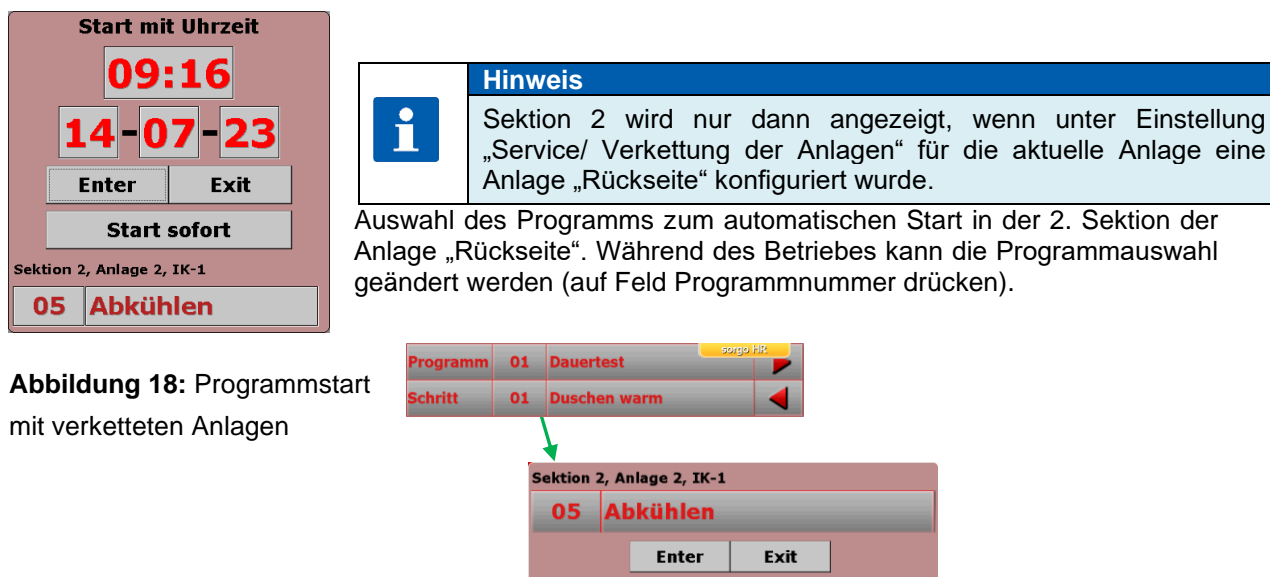 Start mit Uhrzeit
09:16
14-07-23
Enter Exit
Start sofort
Sektion 2, Anlage 2, IK-1
05 Abkühlen
Hinweis
Sektion 2 wird nur dann angezeigt, wenn unter Einstellung
„Service/ Verkettung der Anlagen“ für die aktuelle Anlage eine
Anlage „Rückseite“ konfiguriert wurde.
Auswahl des Programms zum automatischen Start in der 2. Sektion der
Anlage „Rückseite“. Während des Betriebes kann die Programmauswahl
geändert werden (auf Feld Programmnummer drücken).
Abbildung 18: Programmstart
mit verketteten Anlagen
sorgo HR
Programm 01 Dauertest
Schritt 01 Duschen warm
Sektion 2, Anlage 2, IK-1
05 Abkühlen
Enter Exit